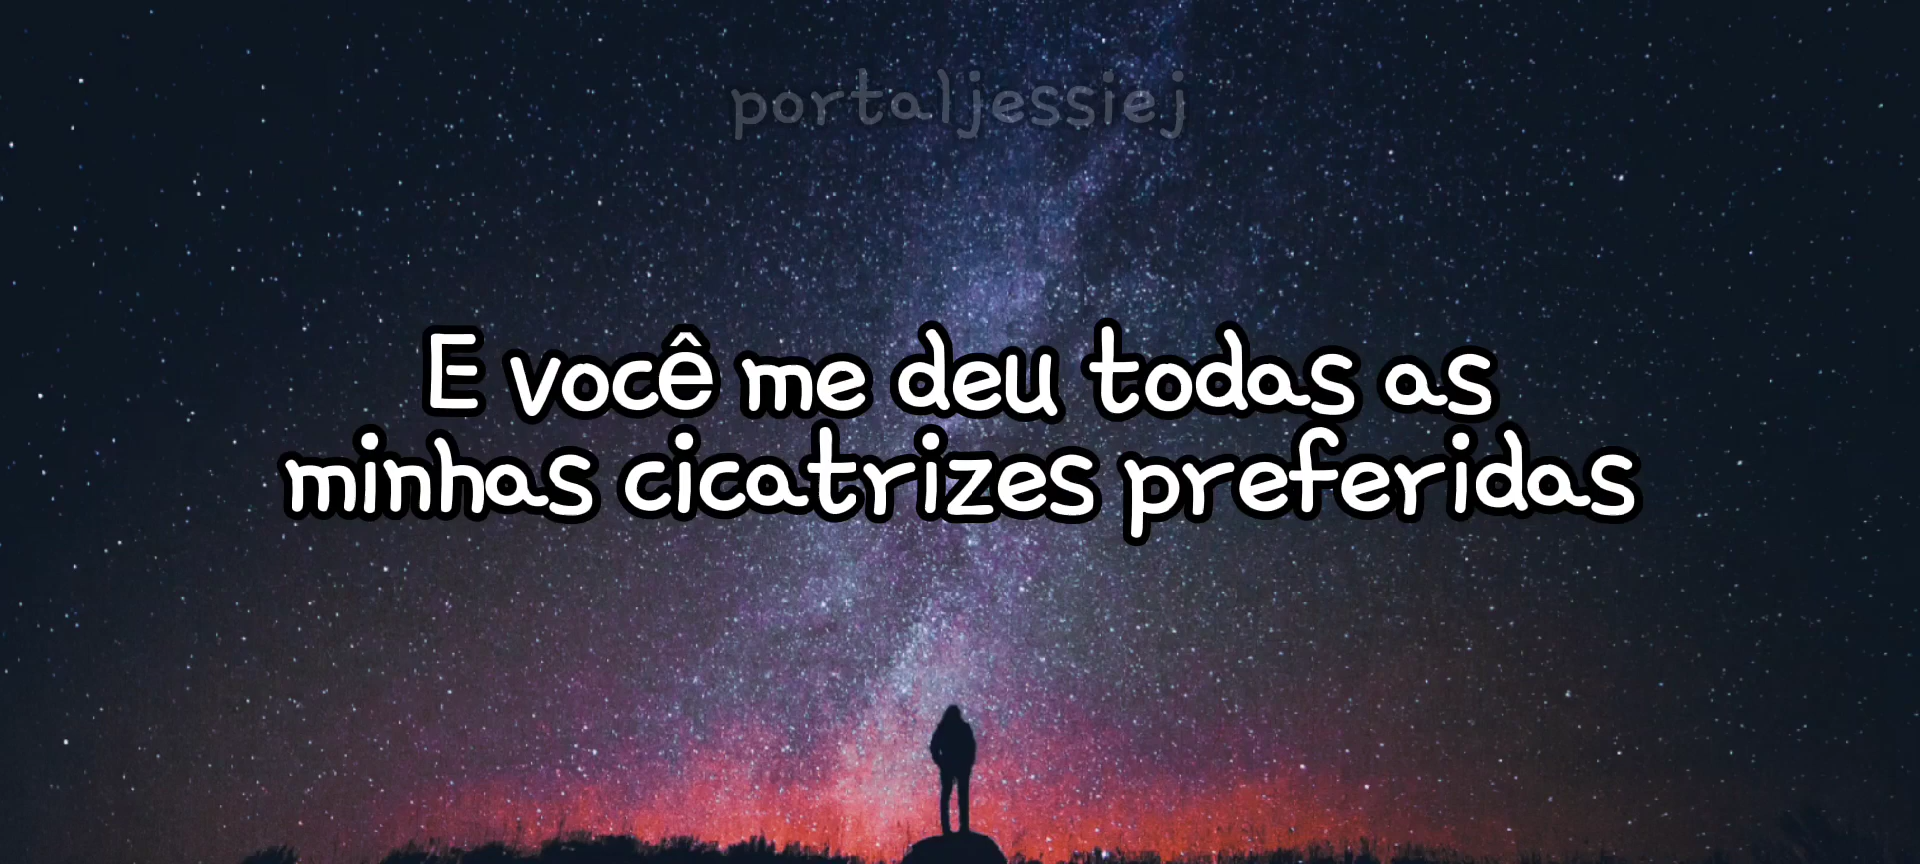 portaljessiej
E você me deu todas as
minhas cicatrizes preferidas